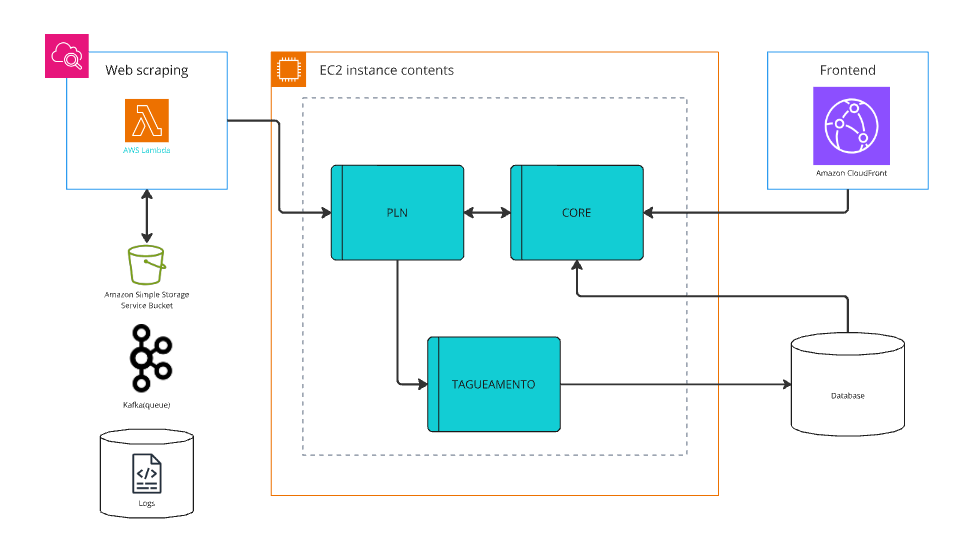 Web scraping
AWS Lambda
Amazon Simple Storage
Service Bucket
Kafka(queue)
Logs
EC2 instance contents
PLN
CORE
TAGUEAMENTO
Frontend
Amazon CloudFront
Database